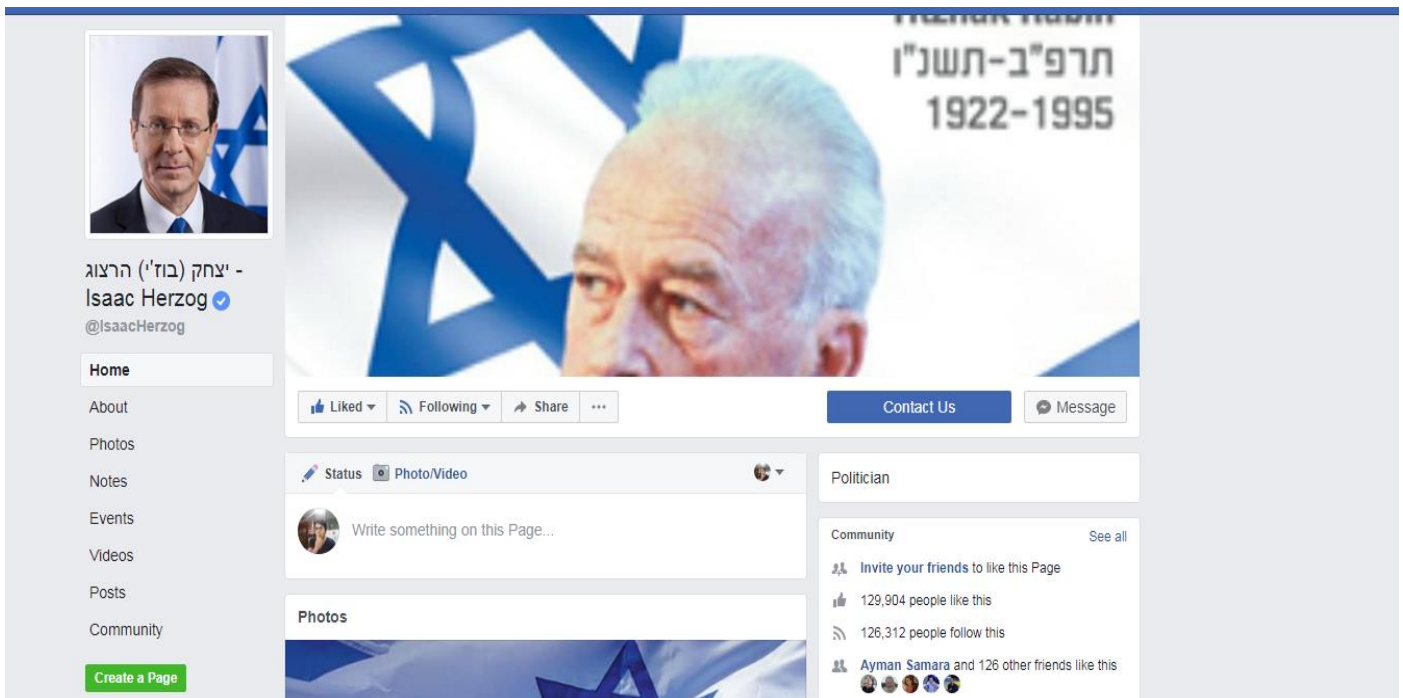 Yitzhak Rabin
תרפ"ב-תשנ"ו
1922-1995
יצחק (בוז'י) הרצוג -
Isaac Herzog
@IsaacHerzog
Home
About
Photos
Notes
Events
Videos
Posts
Community
Create a Page
Liked
Following
Share
Contact Us
Message
Status
Photo/Video
Write something on this Page...
Photos
Politician
Community
See all
Invite your friends to like this Page
129,904 people like this
126,312 people follow this
Ayman Samara and 126 other friends like this